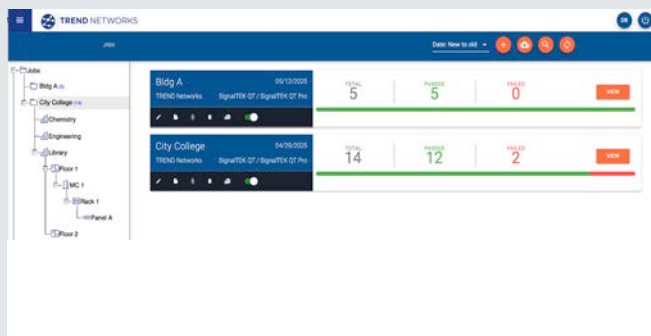 TREND NETWORKS
Jobs
Date: New to old
Jobs
Bldg A
City College (14)
Chemistry
Engineering
Library
Floor 1
MC 1
Rack 1
Panel A
Floor 2
Bldg A 05/12/2025
TREND Networks SignalTEK QT / SignalTEK QT Pro
TOTAL PASSED FAILED
5 5 0
VIEW
City College 04/29/2025
TREND Networks SignalTEK QT / SignalTEK QT Pro
TOTAL PASSED FAILED
14 12 2
VIEW